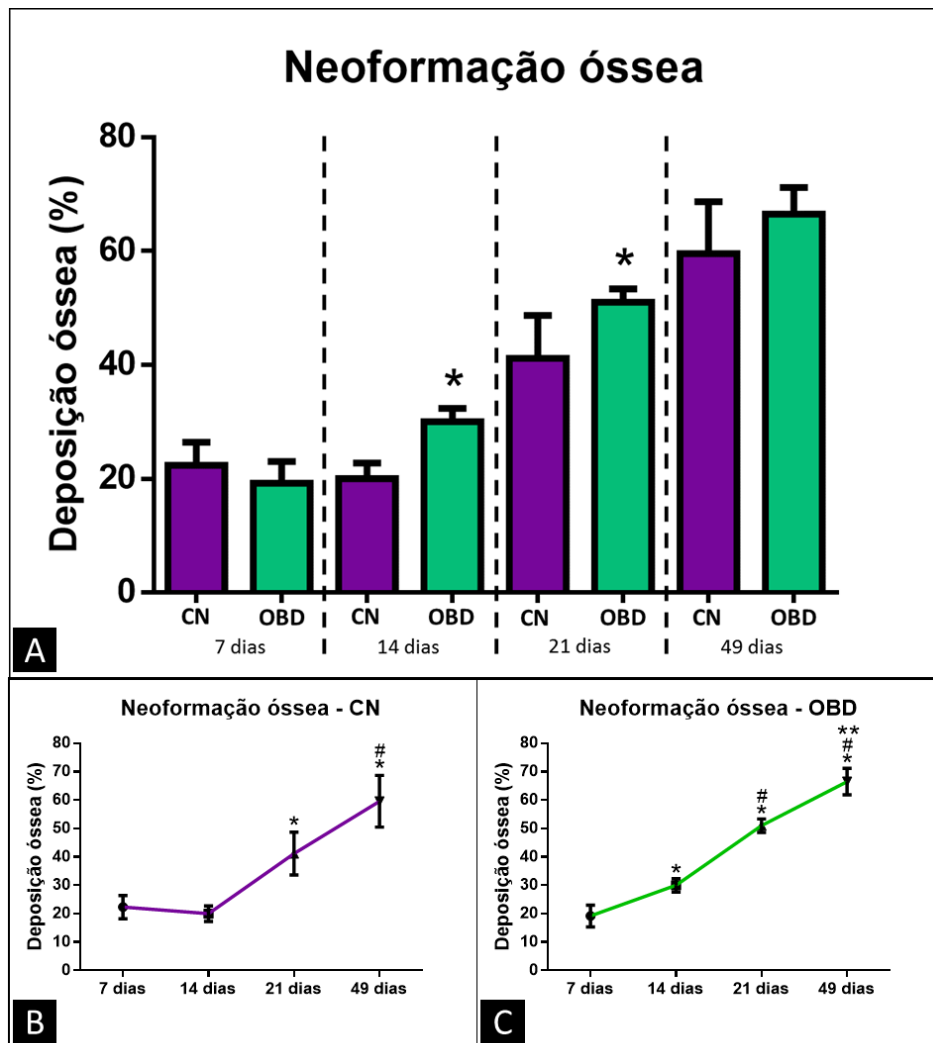 Neoformação óssea
Deposição óssea (%)
80
60
40
20
0
*
*
CN OBD CN OBD CN OBD CN OBD
7 dias 14 dias 21 dias 49 dias
A
Neoformação óssea - CN
Deposição óssea (%)
80
70
60
50
40
30
20
10
0
*
#
*
7 dias 14 dias 21 dias 49 dias
B
Neoformação óssea - OBD
Deposição óssea (%)
80
70
60
50
40
30
20
10
0
*
#
*
**
#
*
7 dias 14 dias 21 dias 49 dias
C